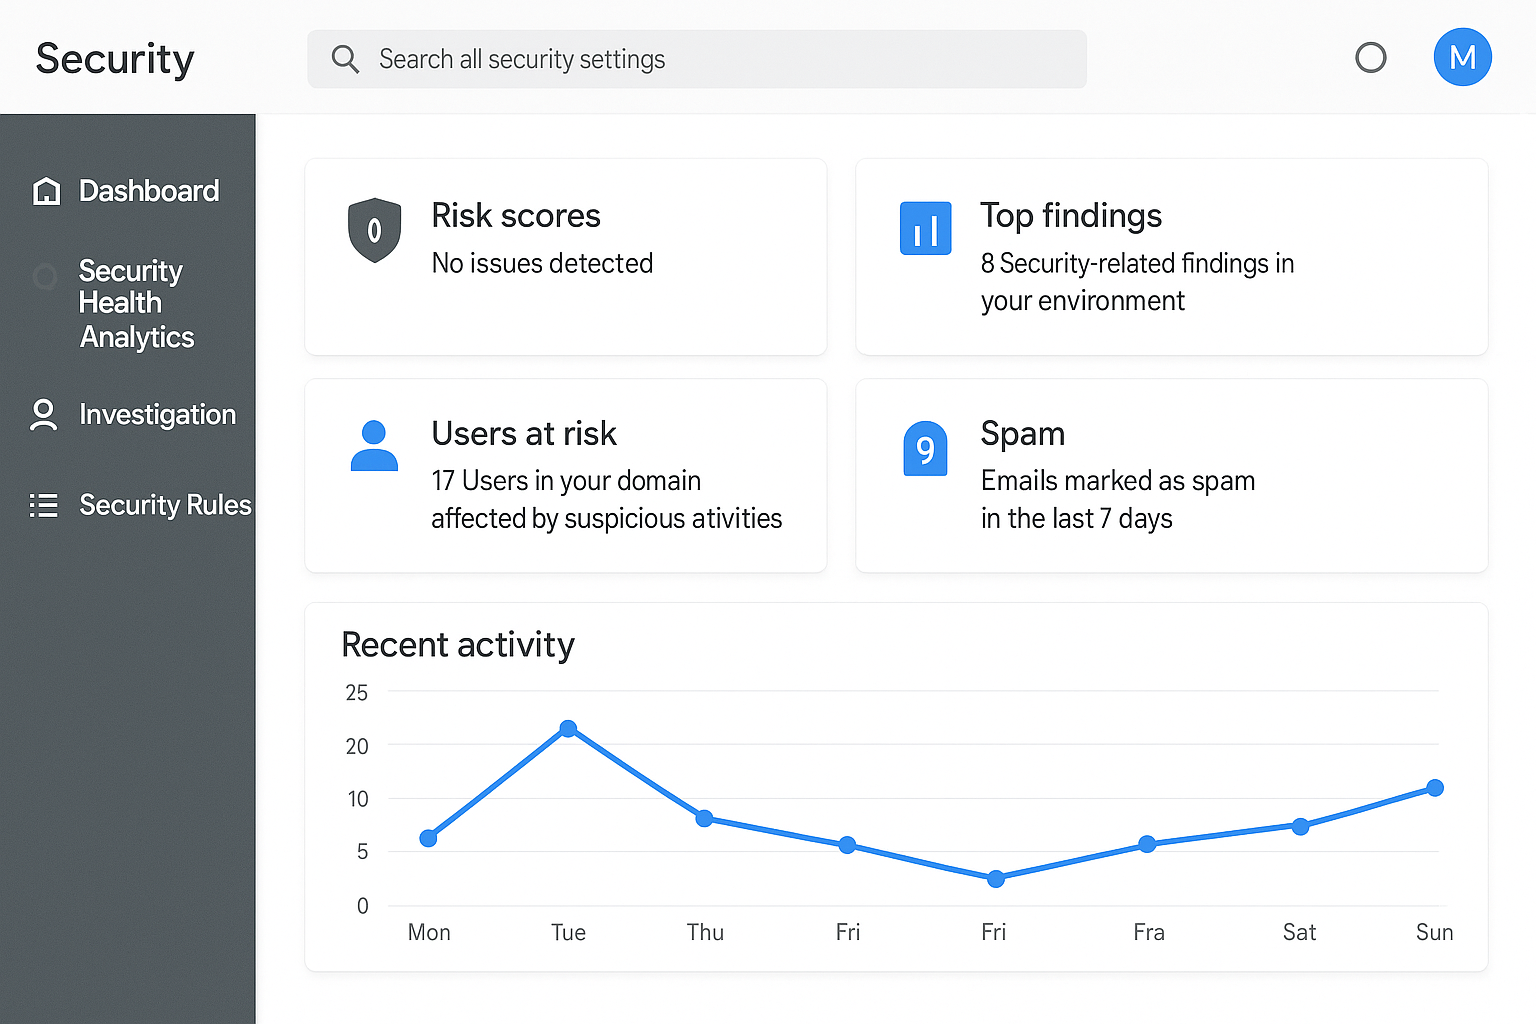 Security
Search all security settings
M
Dashboard
Security
Health
Analytics
Investigation
Security Rules
0
Risk scores
No issues detected
Top findings
8 Security-related findings in
your environment
Users at risk
17 Users in your domain
affected by suspicious ativities
9
Spam
Emails marked as spam
in the last 7 days
Recent activity
25
20
10
5
0
Mon Tue Thu Fri Fri Fra Sat Sun